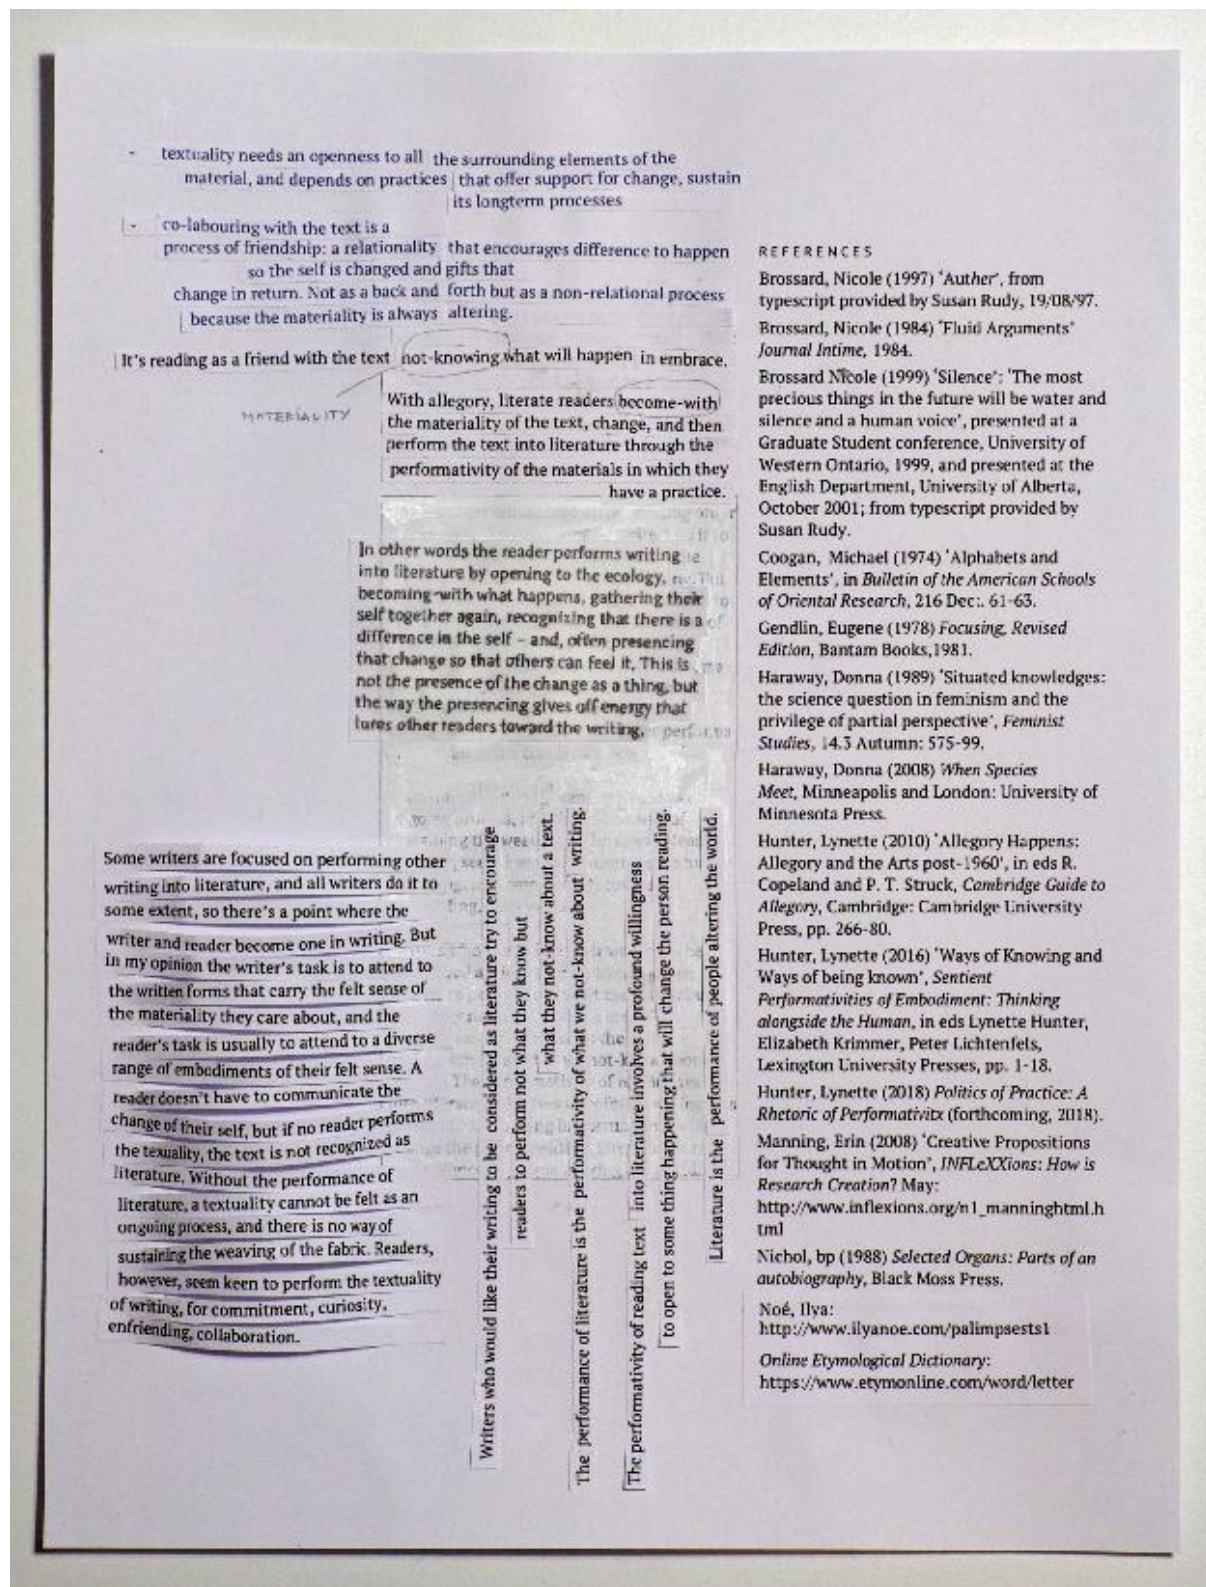 - textuality needs an openness to all the surrounding elements of the
material, and depends on practices that offer support for change, sustain
its longterm processes
- co-labouring with the text is a
process of friendship: a relationality that encourages difference to happen
so the self is changed and gifts that
change in return. Not as a back and forth but as a non-relational process
because the materiality is always altering.
It's reading as a friend with the text not-knowing what will happen in embrace.
MATERIALITY
With allegory, literate readers become-with
the materiality of the text, change, and then
perform the text into literature through the
performativity of the materials in which they
have a practice.
In other words the reader performs writing
into literature by opening to the ecology,
becoming-with what happens, gathering their
self together again, recognizing that there is a
difference in the self – and, often presencing
that change so that others can feel it. This is
not the presence of the change as a thing, but
the way the presencing gives off energy that
lures other readers toward the writing.
Some writers are focused on performing other
writing into literature, and all writers do it to
some extent, so there's a point where the
writer and reader become one in writing. But
in my opinion the writer's task is to attend to
the written forms that carry the felt sense of
the materiality they care about, and the
reader's task is usually to attend to a diverse
range of embodiments of their felt sense. A
reader doesn't have to communicate the
change of their self, but if no reader performs
the texuality, the text is not recognized as
literature. Without the performance of
literature, a textuality cannot be felt as an
ongoing process, and there is no way of
sustaining the weaving of the fabric. Readers,
however, seem keen to perform the textuality
of writing, for commitment, curiosity,
enfriending, collaboration.
Writers who would like their writing to be considered as literature try to encourage
readers to perform not what they know but
what they not-know about a text.
The performance of literature is the performativity of what we not-know about writing.
The performativity of reading text into literature involves a profound willingness
to open to some thing happening that will change the person reading.
Literature is the performance of people altering the world.
REFERENCES
Brossard, Nicole (1997) 'Auther', from
typescript provided by Susan Rudy, 19/08/97.
Brossard, Nicole (1984) 'Fluid Arguments'
Journal Intime, 1984.
Brossard Nicole (1999) 'Silence': 'The most
precious things in the future will be water and
silence and a human voice', presented at a
Graduate Student conference, University of
Western Ontario, 1999, and presented at the
English Department, University of Alberta,
October 2001; from typescript provided by
Susan Rudy.
Coogan, Michael (1974) 'Alphabets and
Elements', in Bulletin of the American Schools
of Oriental Research, 216 Dec:. 61-63.
Gendlin, Eugene (1978) Focusing, Revised
Edition, Bantam Books,1981.
Haraway, Donna (1989) 'Situated knowledges:
the science question in feminism and the
privilege of partial perspective', Feminist
Studies, 14.3 Autumn: 575-99.
Haraway, Donna (2008) When Species
Meet, Minneapolis and London: University of
Minnesota Press.
Hunter, Lynette (2010) 'Allegory Happens:
Allegory and the Arts post-1960', in eds R.
Copeland and P. T. Struck, Cambridge Guide to
Allegory, Cambridge: Cambridge University
Press, pp. 266-80.
Hunter, Lynette (2016) 'Ways of Knowing and
Ways of being known', Sentient
Performativities of Embodiment: Thinking
alongside the Human, in eds Lynette Hunter,
Elizabeth Krimmer, Peter Lichtenfels,
Lexington University Presses, pp. 1-18.
Hunter, Lynette (2018) Politics of Practice: A
Rhetoric of Performativitx (forthcoming, 2018).
Manning, Erin (2008) 'Creative Propositions
for Thought in Motion', INFLeXXions: How is
Research Creation? May:
http://www.inflexions.org/n1_manninghtml.h
tml
Nichol, bp (1988) Selected Organs: Parts of an
autobiography, Black Moss Press.
Noé, Ilya:
http://www.ilyanoe.com/palimpsests1
Online Etymological Dictionary:
https://www.etymonline.com/word/letter